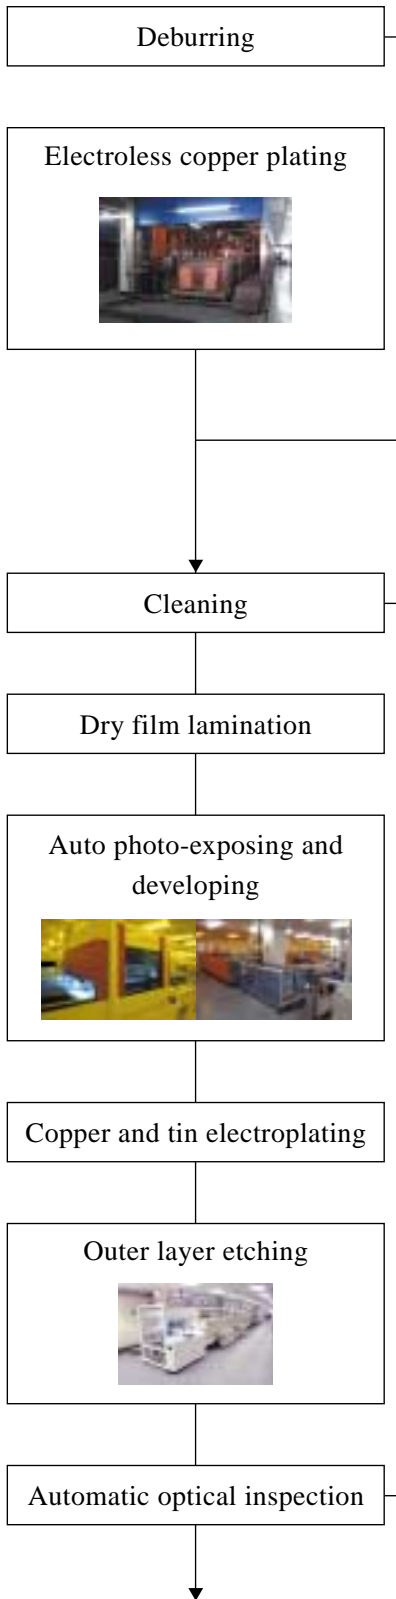 Deburring
Electroless copper plating
Cleaning
Dry film lamination
Auto photo-exposing and
developing
Copper and tin electroplating
Outer layer etching
Automatic optical inspection